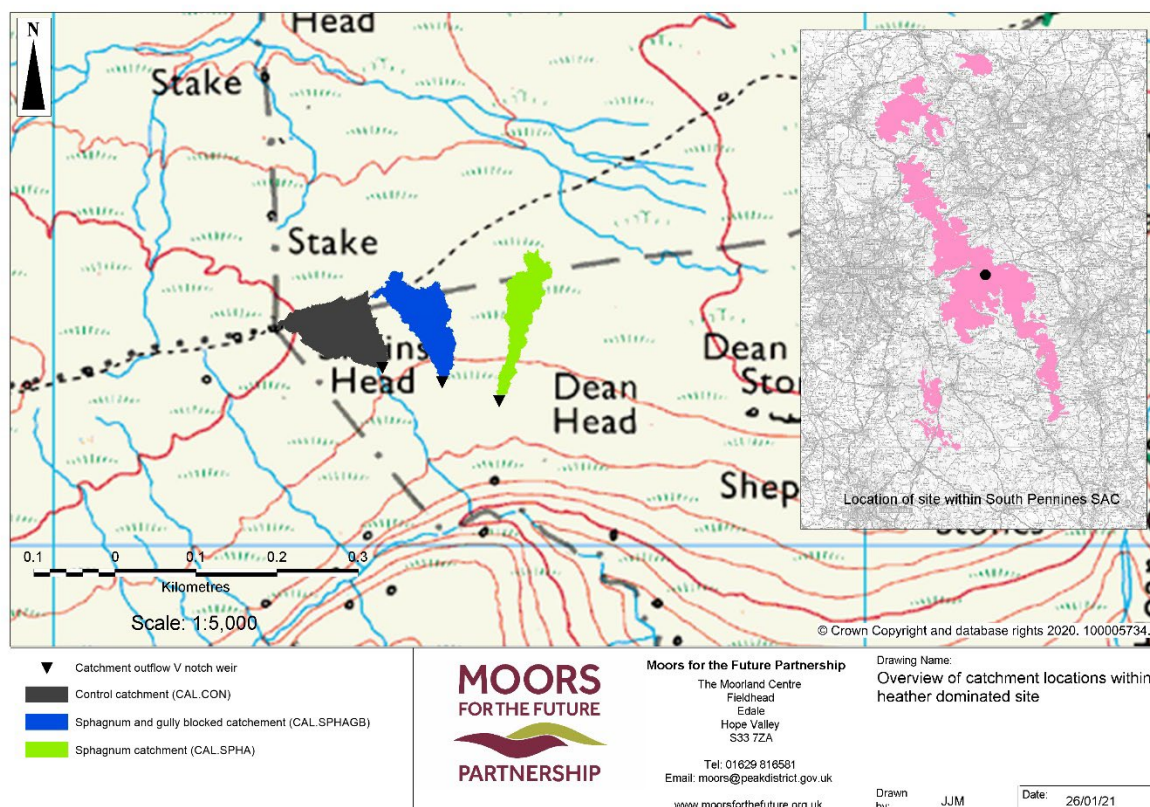 N
Head
Stake
Stake
Head
Dean
Head
Dean
Ston
Shep
Stones
Location of site within South Pennines SAC
0.1 0 0.1 0.2 0.3
Kilometres
Scale: 1:5,000
© Crown Copyright and database rights 2020. 100005734.
Catchment outflow V notch weir
Control catchment (CAL.CON)
Sphagnum and gully blocked catchement (CAL.SPHAGB)
Sphagnum catchment (CAL.SPHA)
MOORS
FOR THE FUTURE
PARTNERSHIP
Moors for the Future Partnership
The Moorland Centre
Fieldhead
Edale
Hope Valley
S33 7ZA
Tel: 01629 816581
Email: moors@peakdistrict.gov.uk
www.moorsforthefuture.org.uk
Drawing Name:
Overview of catchment locations within
heather dominated site
Drawn
by: JJM
Date:
26/01/21